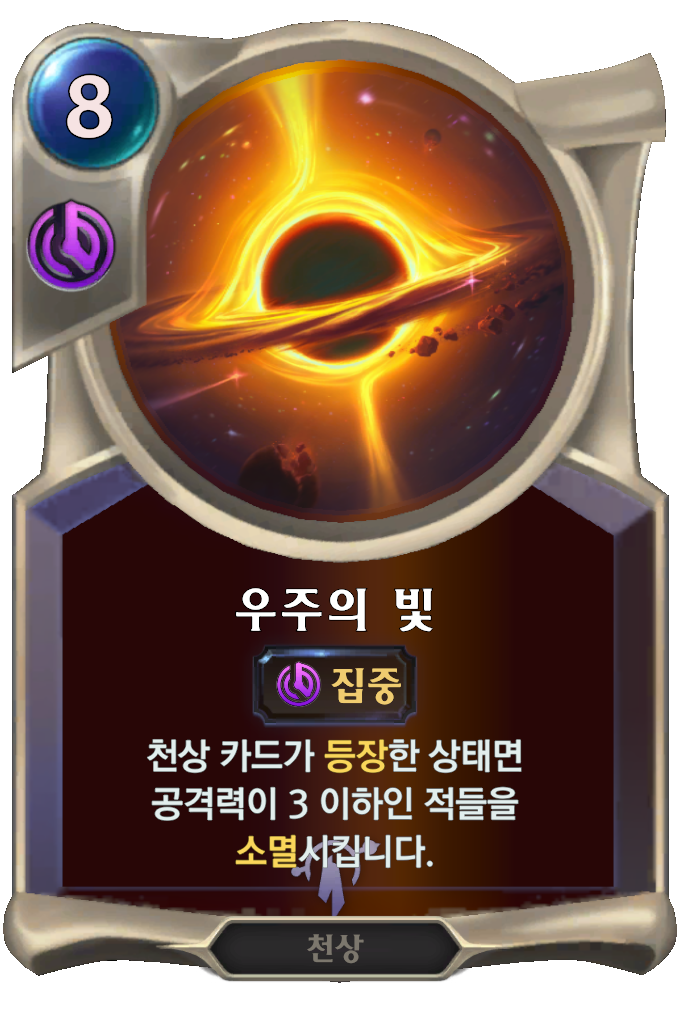 8
우주의 빛
집중
천상 카드가 등장한 상태면
공격력이 3 이하인 적들을
소멸시킵니다.
천상